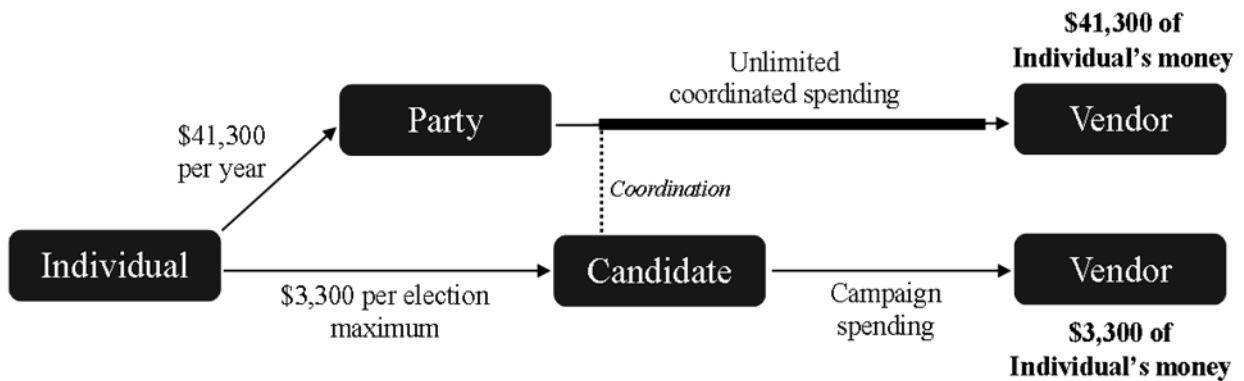 $41,300 of
Individual's money
Unlimited
coordinated spending
Party
Vendor
$41,300
per year
Coordination
Individual
Candidate
Vendor
$3,300 per election
maximum
Campaign
spending
$3,300 of
Individual's money